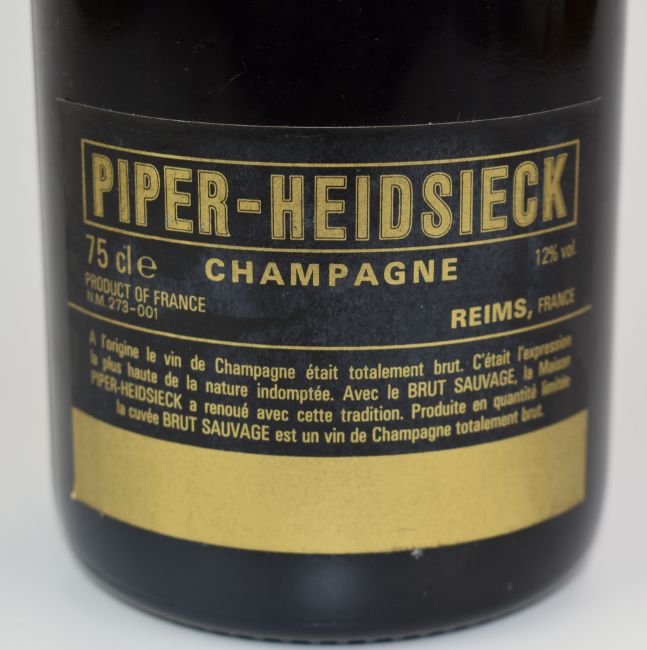 PIPER-HEIDSIECK
75 cl e
CHAMPAGNE
12% vol.
PRODUCT OF FRANCE
N.M. 273-001
REIMS, FRANCE
A l'origine le vin de Champagne était totalement brut. C'était l'expression
la plus haute de la nature indomptée. Avec le BRUT SAUVAGE, la Maison
PIPER-HEIDSIECK a renoué avec cette tradition. Produite en quantité limitée
la cuvée BRUT SAUVAGE est un vin de Champagne totalement brut.